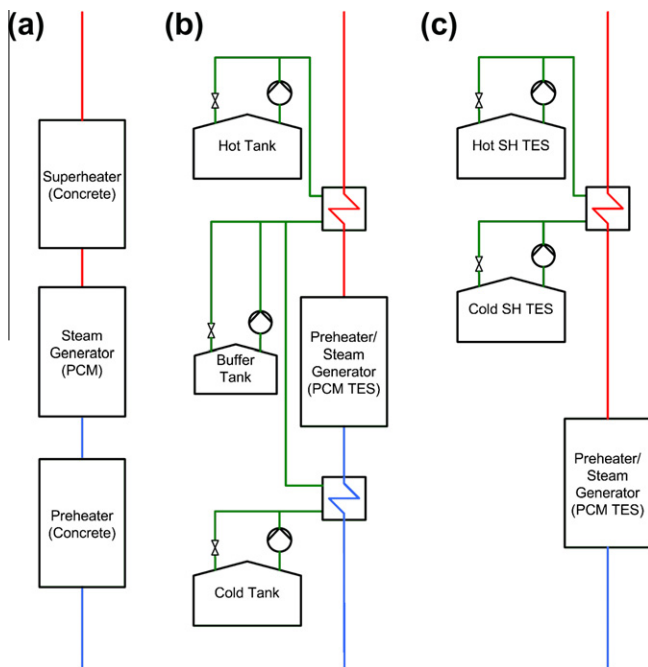 (a)
Superheater
(Concrete)
Steam
Generator
(PCM)
Preheater
(Concrete)
(b)
Hot Tank
Buffer
Tank
Preheater/
Steam
Generator
(PCM TES)
Cold Tank
(c)
Hot SH TES
Cold SH TES
Preheater/
Steam
Generator
(PCM TES)